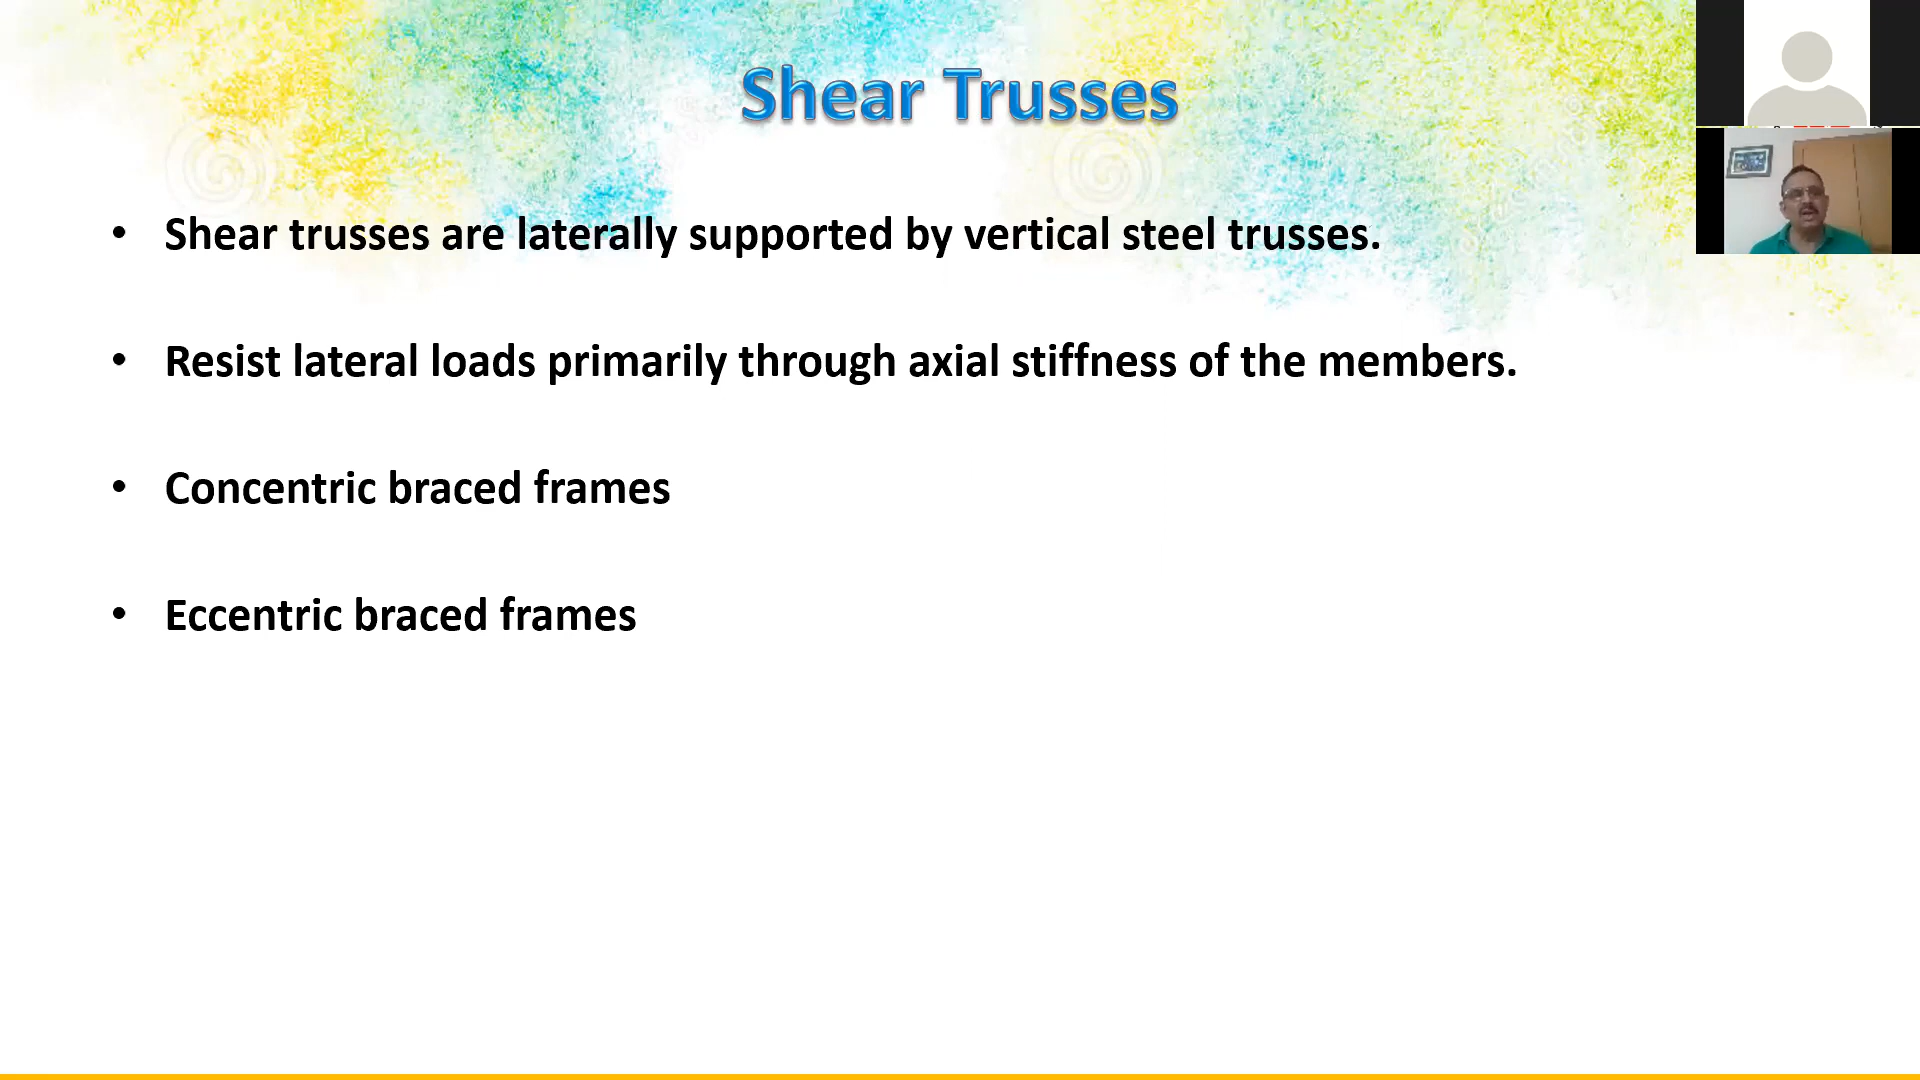 Shear Trusses
• Shear trusses are laterally supported by vertical steel trusses.
• Resist lateral loads primarily through axial stiffness of the members.
• Concentric braced frames
• Eccentric braced frames